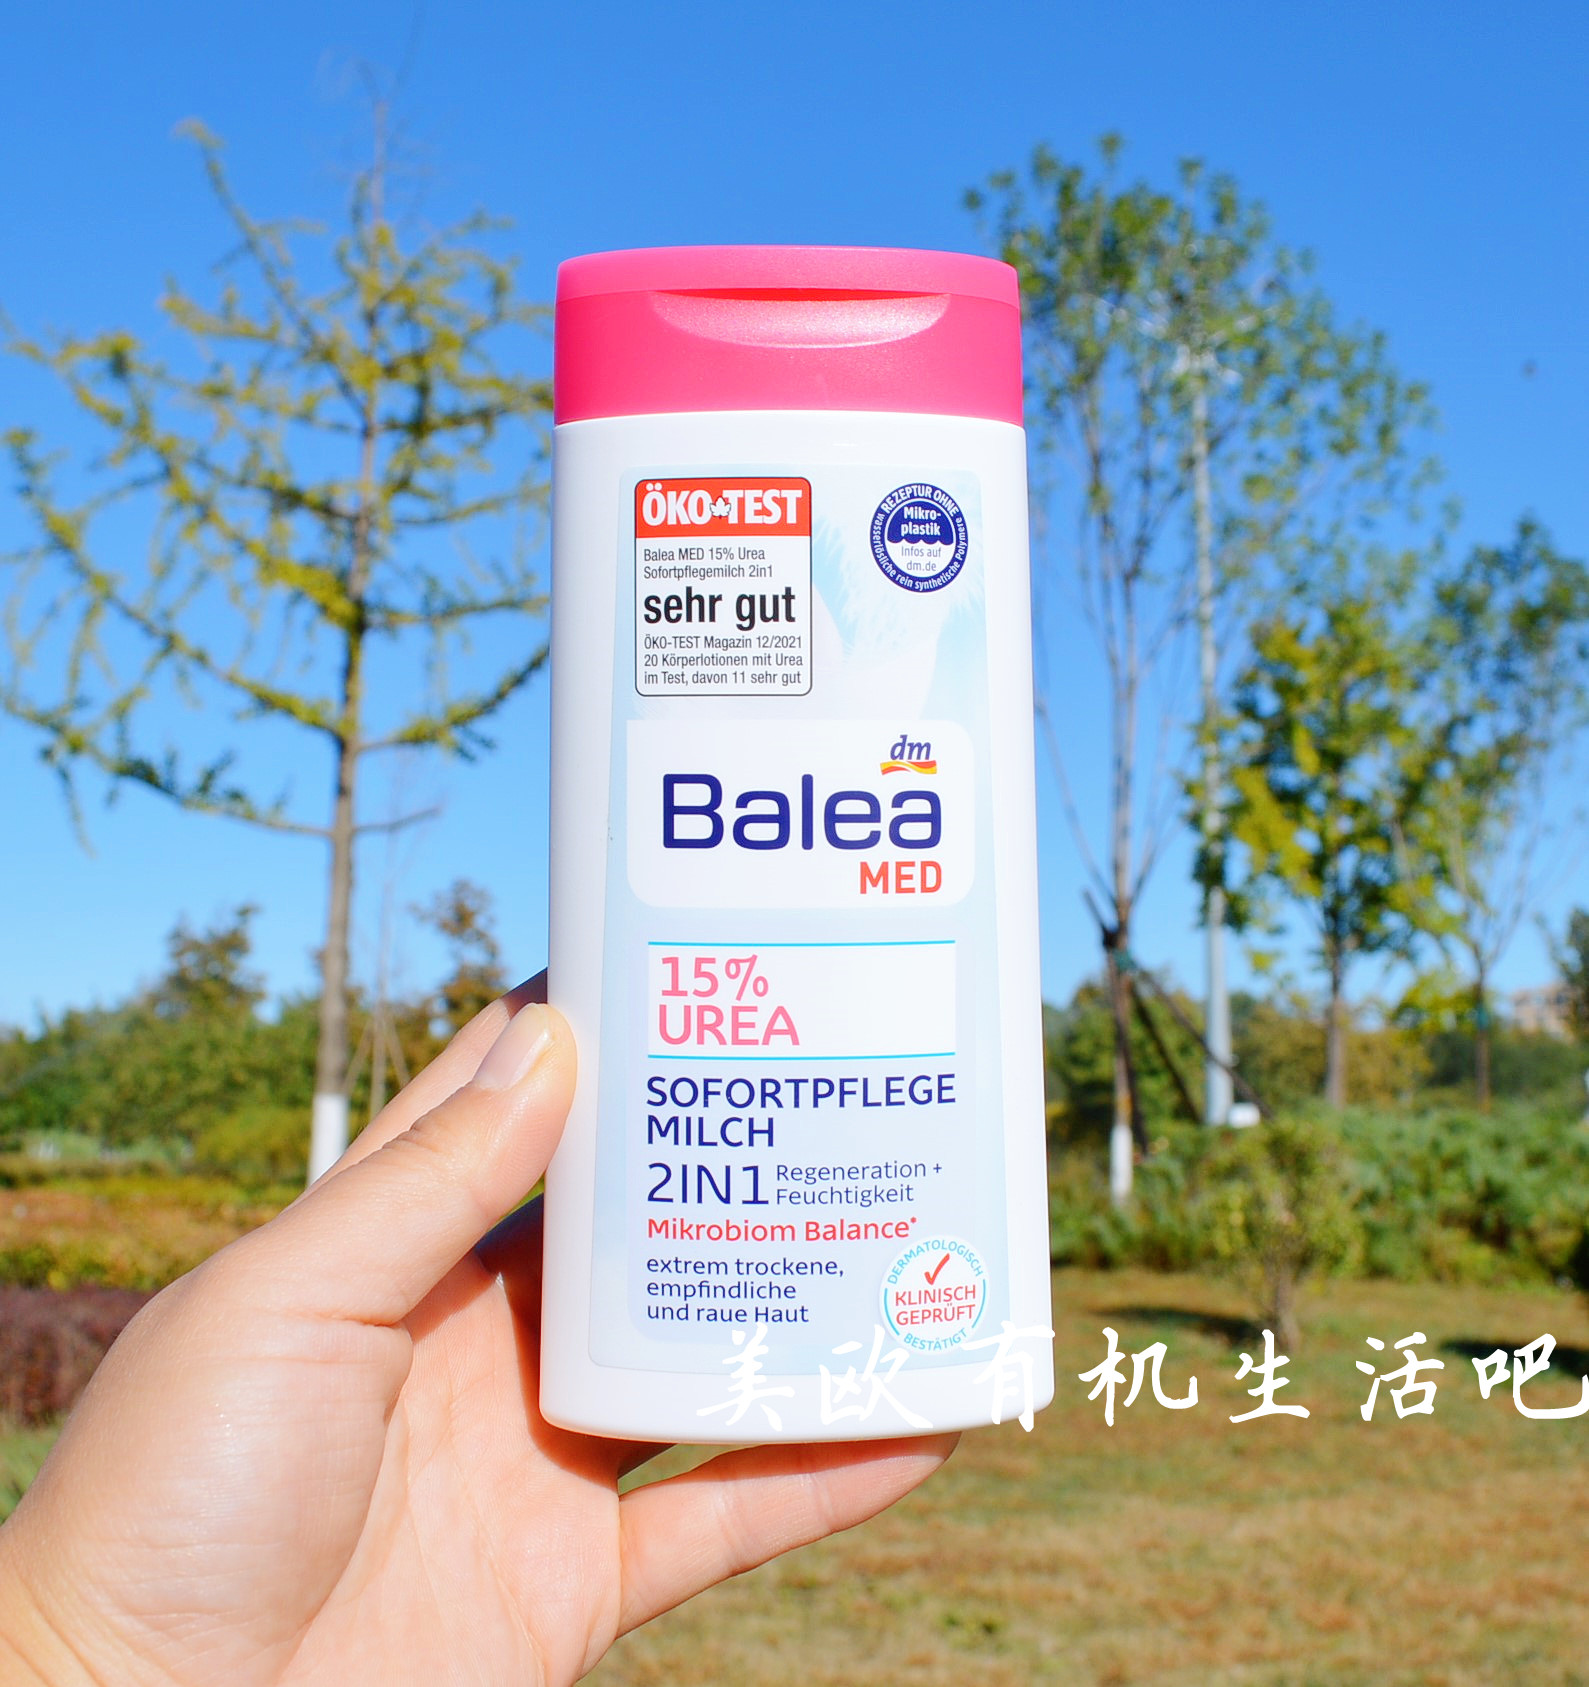 ÖKO TEST
Balea MED 15% Urea
Sofortpflegemilch 2in1
sehr gut
ÖKO-TEST Magazin 12/2021
20 Körperlotionen mit Urea
im Test, davon 11 sehr gut
REZEPTUR OHNE
Mikro-
plastik
Infos auf
dm.de
wasserlösliche rein synthetische Polymere
dm
Balea
MED
15%
UREA
SOFORTPFLEGE
MILCH
2IN1 Regeneration +
Feuchtigkeit
Mikrobiom Balance*
extrem trockene,
empfindliche
und raue Haut
DERMATOLOGISCH
KLINISCH
GEPRÜFT
BESTÄTIGT
美欧有机生活吧